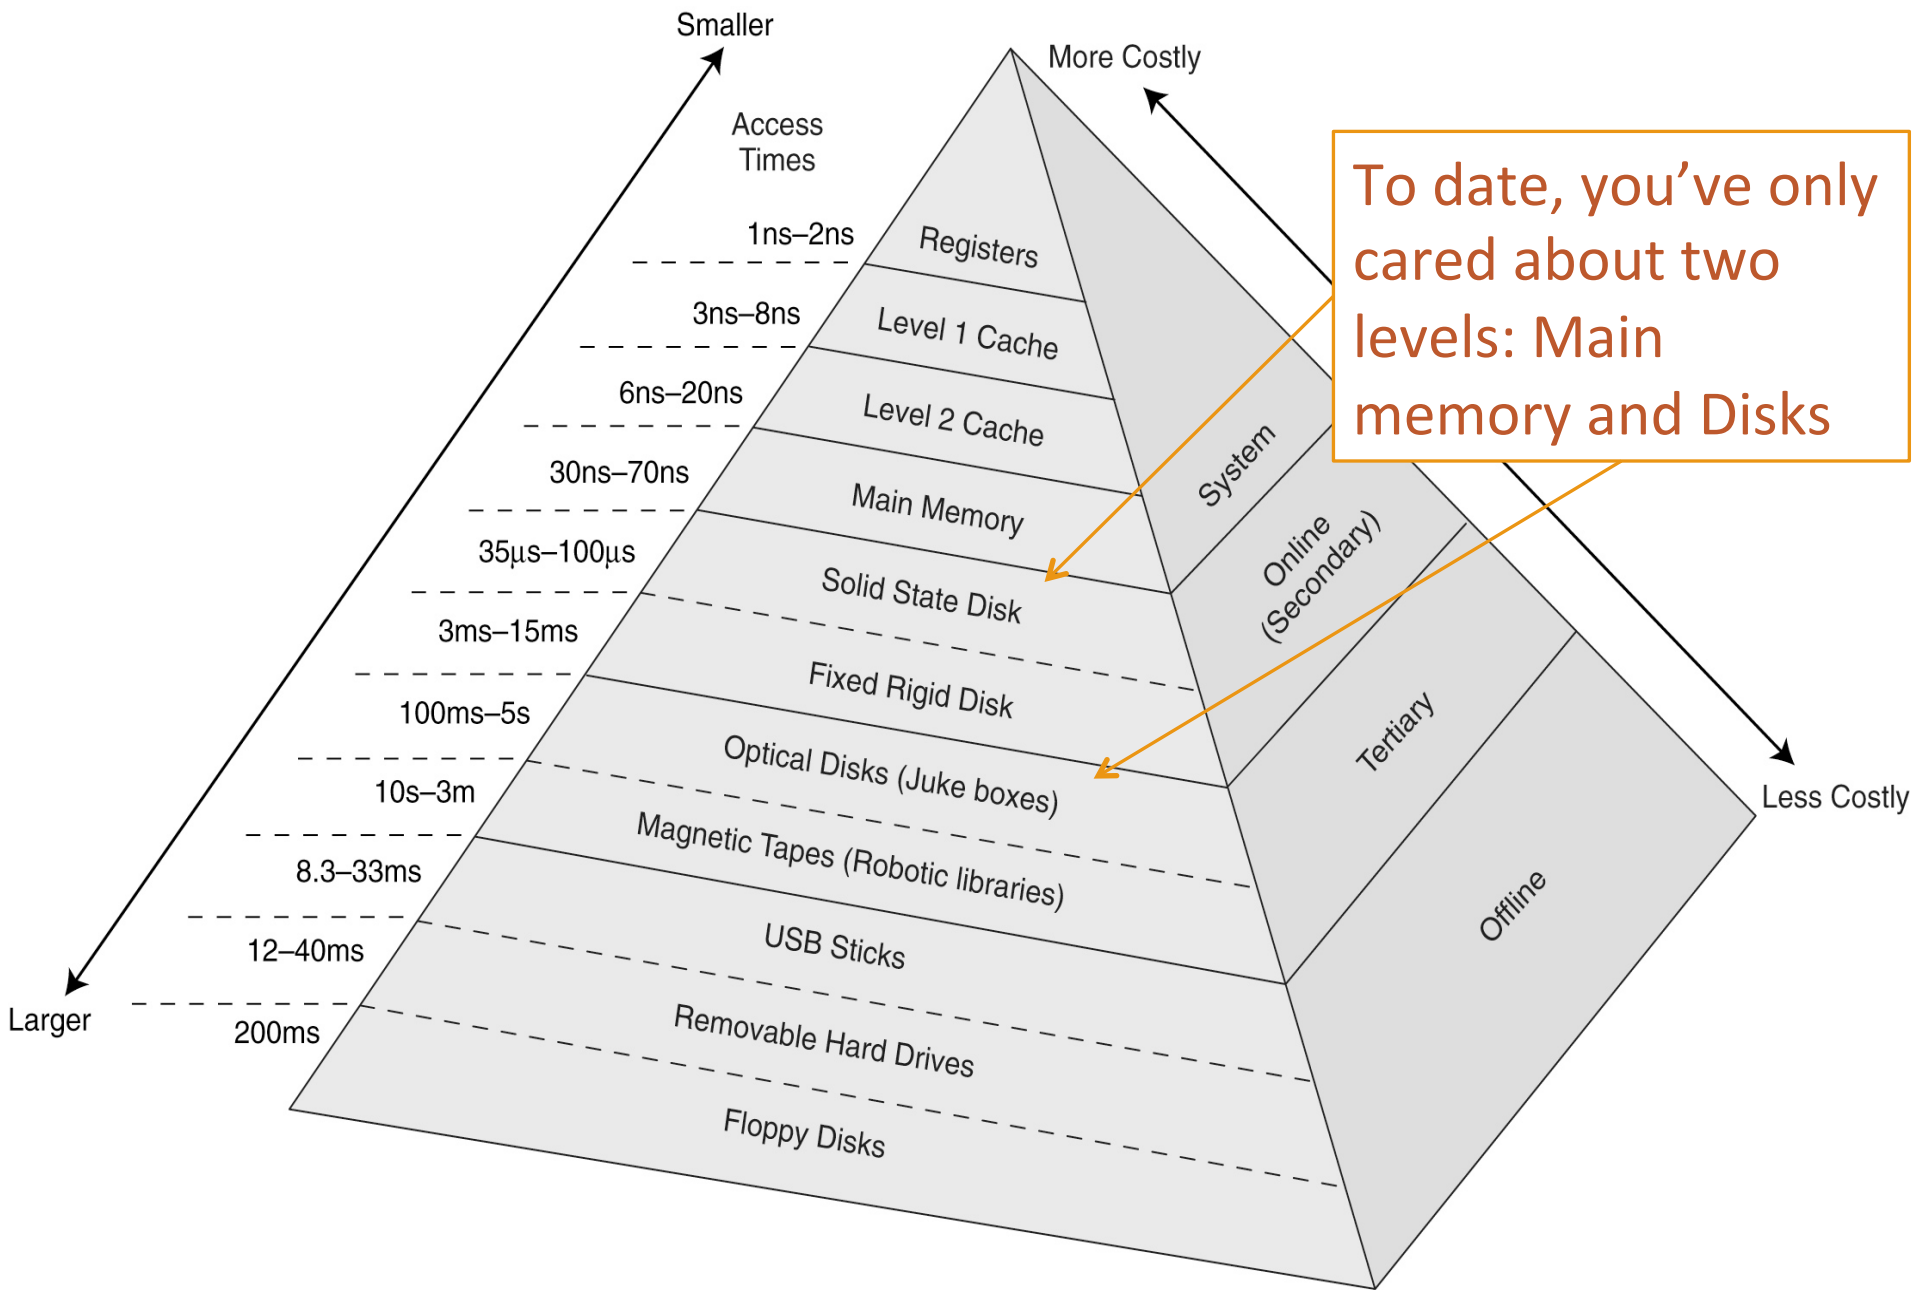 Smaller
More Costly
Access
Times
To date, you’ve only
cared about two
levels: Main
memory and Disks
1ns–2ns
Registers
3ns–8ns
Level 1 Cache
6ns–20ns
Level 2 Cache
System
30ns–70ns
Main Memory
Online
(Secondary)
35μs–100μs
Solid State Disk
3ms–15ms
Fixed Rigid Disk
100ms–5s
Optical Disks (Juke boxes)
Tertiary
10s–3m
Magnetic Tapes (Robotic libraries)
Less Costly
8.3–33ms
USB Sticks
Offline
12–40ms
Removable Hard Drives
Larger
200ms
Floppy Disks